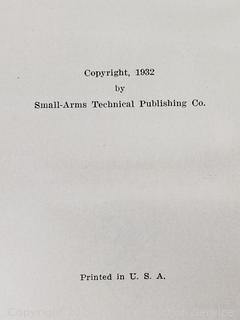 Copyright, 1932
by
Small-Arms Technical Publishing Co.
Printed in U. S. A.